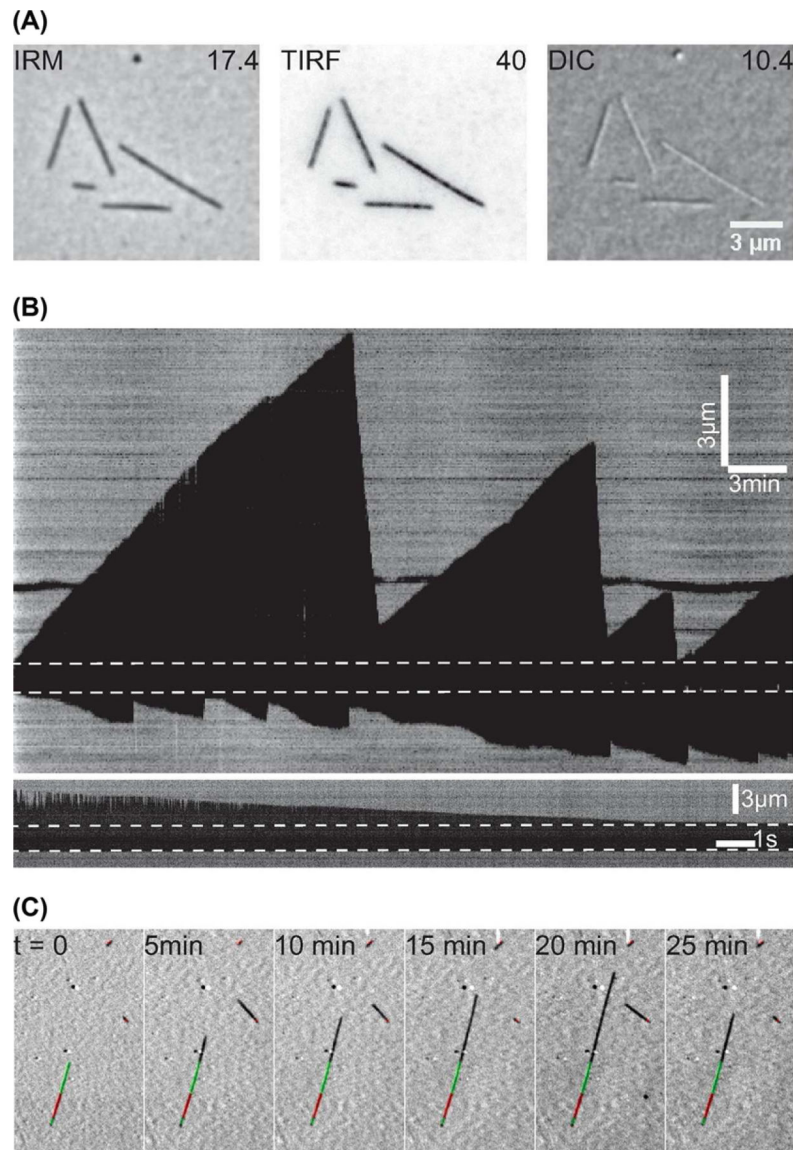 (A)
IRM 17.4 TIRF 40 DIC 10.4
3 µm
(B)
3µm
3min
3µm
1s
(C)
t = 0 5min 10 min 15 min 20 min 25 min